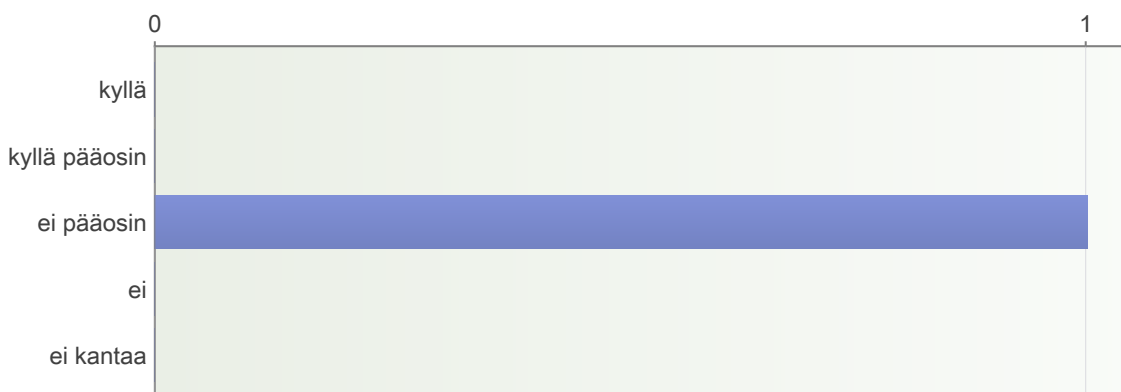 0 1
kyllä
kyllä pääosin
ei pääosin
ei
ei kantaa